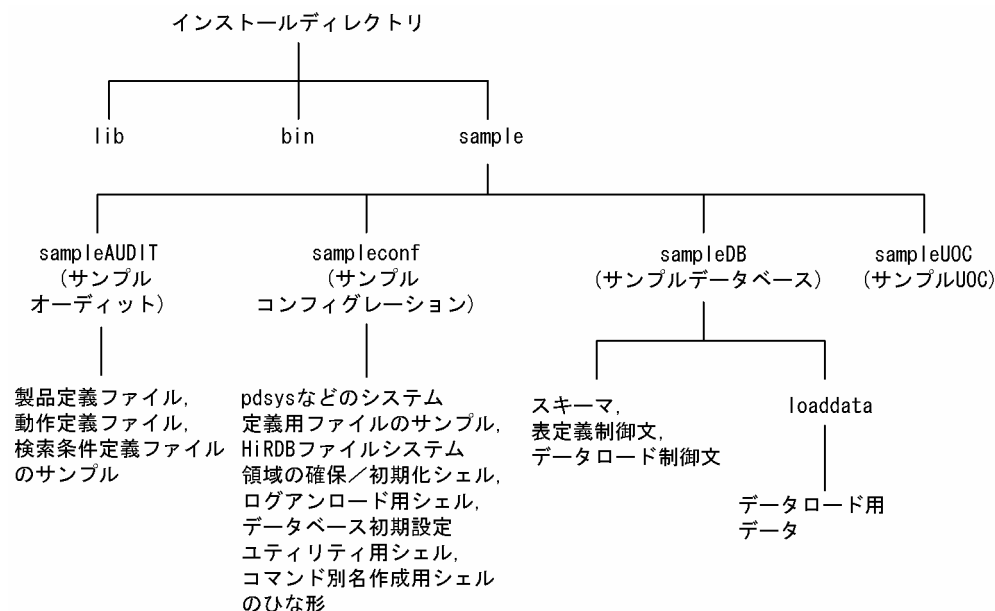 インストールディレクトリ
lib
bin
sample
sampleAUDIT
(サンプル
オーディット)
sampleconf
(サンプル
コンフィグレーション)
sampleDB
(サンプルデータベース)
sampleUOC
(サンプルUOC)
製品定義ファイル,
動作定義ファイル,
検索条件定義ファイル
のサンプル
pdsysなどのシステム
定義用ファイルのサンプル,
HiRDBファイルシステム
領域の確保/初期化シェル,
ログアンロード用シェル,
データベース初期設定
ユティリティ用シェル,
コマンド別名作成用シェル
のひな形
スキーマ,
表定義制御文,
データロード制御文
loaddata
データロード用
データ